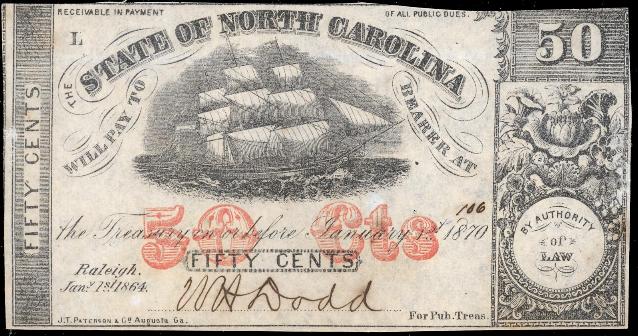 RECEIVABLE IN PAYMENT OF ALL PUBLIC DUES.
L
50
THE STATE OF NORTH CAROLINA
WILL PAY TO BEARER AT
FIFTY CENTS
106
the Treasury on or before January 1st 1870
50 Cts
FIFTY CENTS
BY AUTHORITY
OF
LAW
Raleigh.
Jany 1st 1864.
W H Dodd
For Pub. Treas.
J.T. PATERSON & Co Augusta Ga.